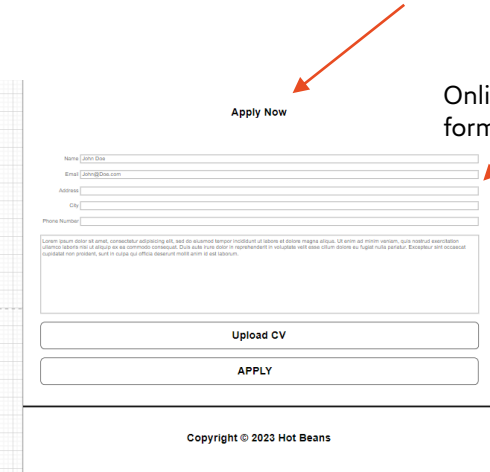 Apply Now
Onli
form
Name John Doe
Email John@Doe.com
Address
City
Phone Number
Lorem ipsum dolor sit amet, consectetur adipisicing elit, sed do eiusmod tempor incididunt ut labore et dolore magna aliqua. Ut enim ad minim veniam, quis nostrud exercitation
ullamco laboris nisi ut aliquip ex ea commodo consequat. Duis aute irure dolor in reprehenderit in voluptate velit esse cillum dolore eu fugiat nulla pariatur. Excepteur sint occaecat
cupidatat non proident, sunt in culpa qui officia deserunt mollit anim id est laborum.
Upload CV
APPLY
Copyright © 2023 Hot Beans